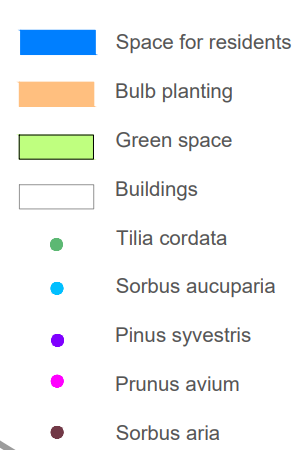 Space for residents
Bulb planting
Green space
Buildings
Tilia cordata
Sorbus aucuparia
Pinus syvestris
Prunus avium
Sorbus aria